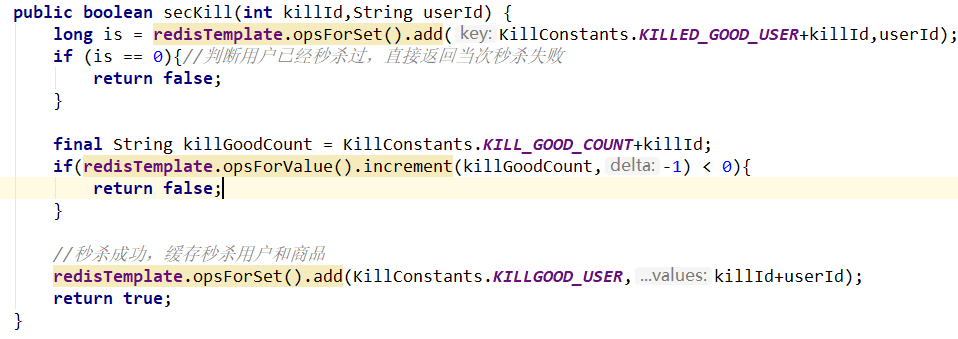 public boolean secKill(int killId,String userId) {
long is = redisTemplate.opsForSet().add( key: KillConstants.KILLED_GOOD_USER+killId,userId);
if (is == 0){//判断用户已经秒杀过，直接返回当次秒杀失败
return false;
}
final String killGoodCount = KillConstants.KILL_GOOD_COUNT+killId;
if(redisTemplate.opsForValue().increment(killGoodCount, delta: -1) < 0){
return false;
}
//秒杀成功，缓存秒杀用户和商品
redisTemplate.opsForSet().add(KillConstants.KILLGOOD_USER, ...values: killId+userId);
return true;
}